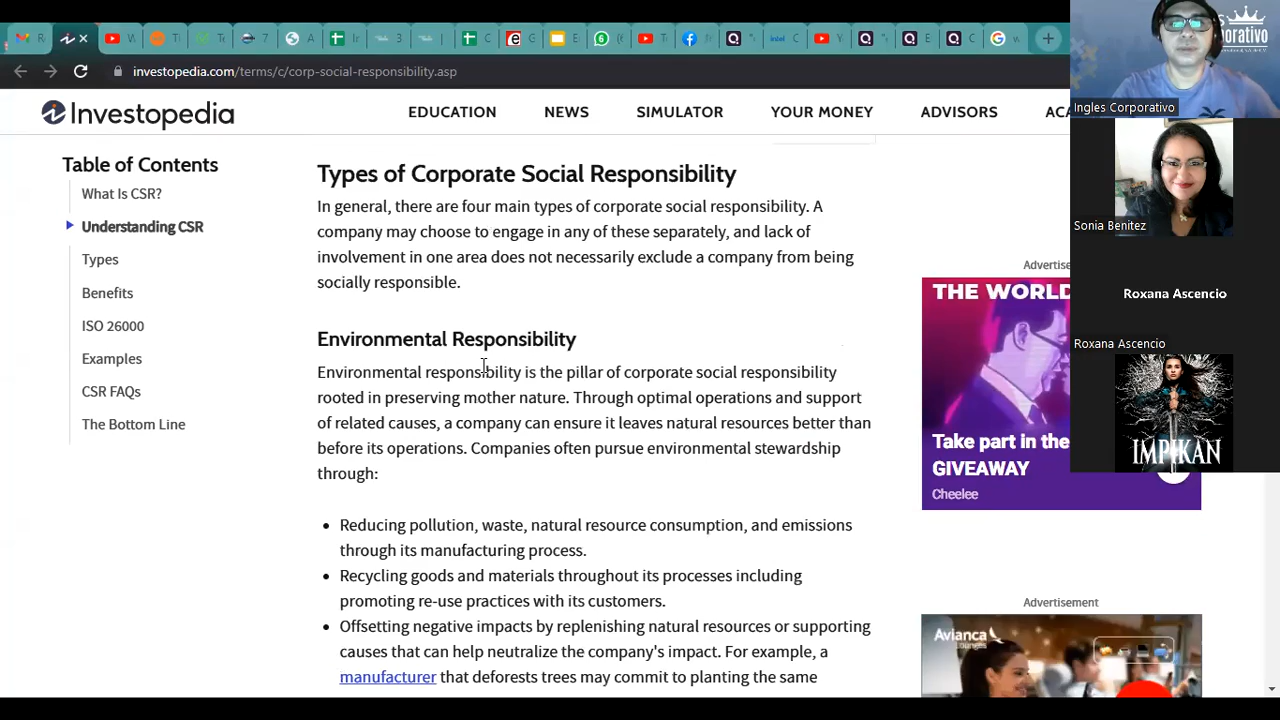 investopedia.com/terms/c/corp-social-responsibility.asp
Investopedia
EDUCATION NEWS SIMULATOR YOUR MONEY ADVISORS
Table of Contents
What Is CSR?
Understanding CSR
Types
Benefits
ISO 26000
Examples
CSR FAQs
The Bottom Line
Types of Corporate Social Responsibility
In general, there are four main types of corporate social responsibility. A
company may choose to engage in any of these separately, and lack of
involvement in one area does not necessarily exclude a company from being
socially responsible.
Environmental Responsibility
Environmental responsibility is the pillar of corporate social responsibility
rooted in preserving mother nature. Through optimal operations and support
of related causes, a company can ensure it leaves natural resources better than
before its operations. Companies often pursue environmental stewardship
through:
Reducing pollution, waste, natural resource consumption, and emissions
through its manufacturing process.
Recycling goods and materials throughout its processes including
promoting re-use practices with its customers.
Offsetting negative impacts by replenishing natural resources or supporting
causes that can help neutralize the company's impact. For example, a
manufacturer that deforests trees may commit to planting the same
THE WORLD
Take part in the
GIVEAWAY
Cheelee
Advertisement
Avianca
Ingles Corporativo
Sonia Benitez
Roxana Ascencio
Roxana Ascencio
IMPIKAN